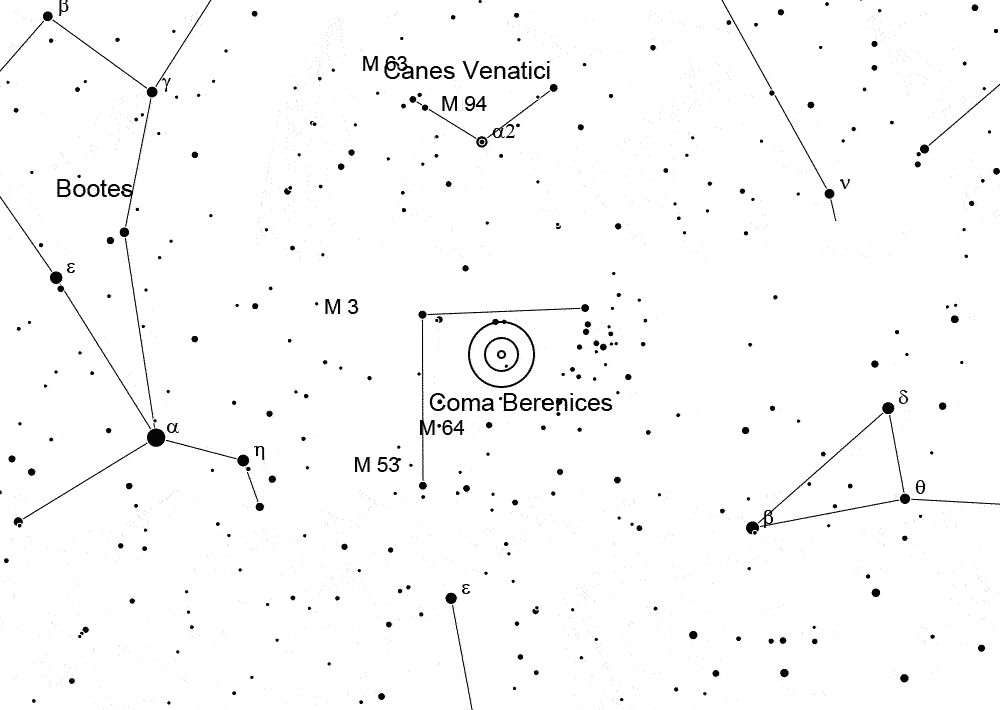 β
M 63
Canes Venatici
γ
M 94
α2
Bootes
ν
ε
M 3
Coma Berenices
δ
α
M 64
η
M 53
θ
β
ε